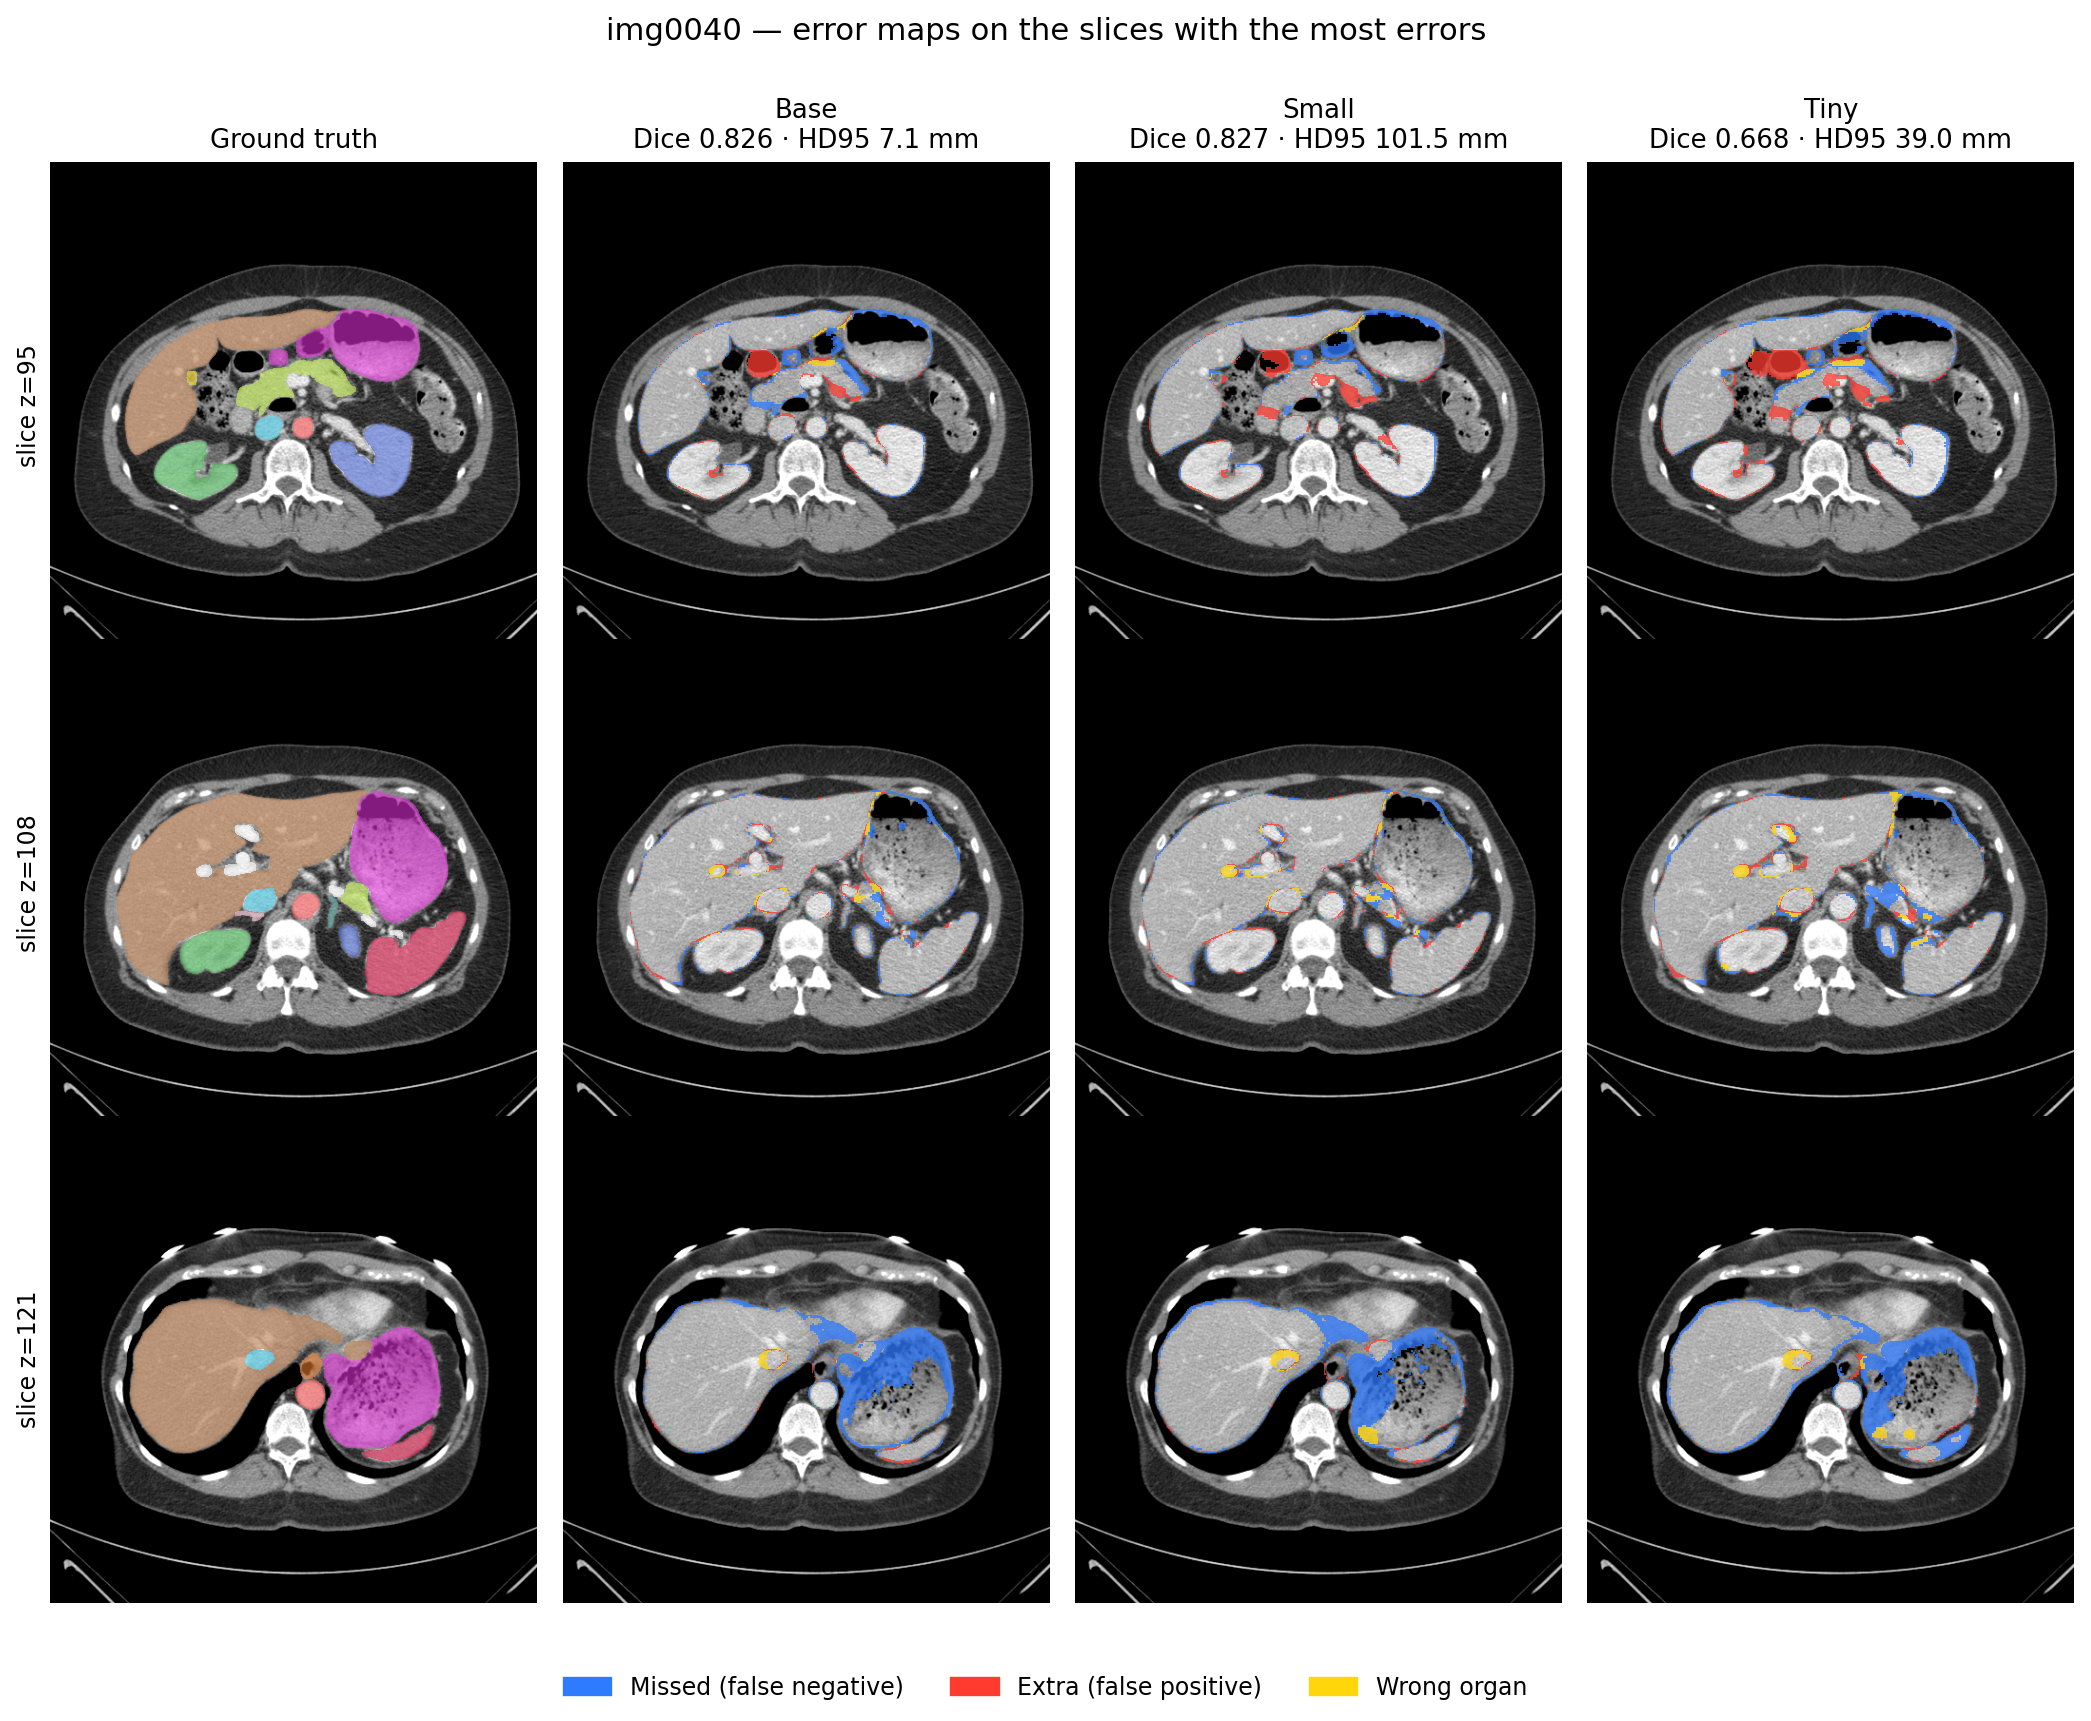 img0040 — error maps on the slices with the most errors
Ground truth
Base
Dice 0.826 · HD95 7.1 mm
Small
Dice 0.827 · HD95 101.5 mm
Tiny
Dice 0.668 · HD95 39.0 mm
slice z=95
slice z=108
slice z=121
Missed (false negative)
Extra (false positive)
Wrong organ